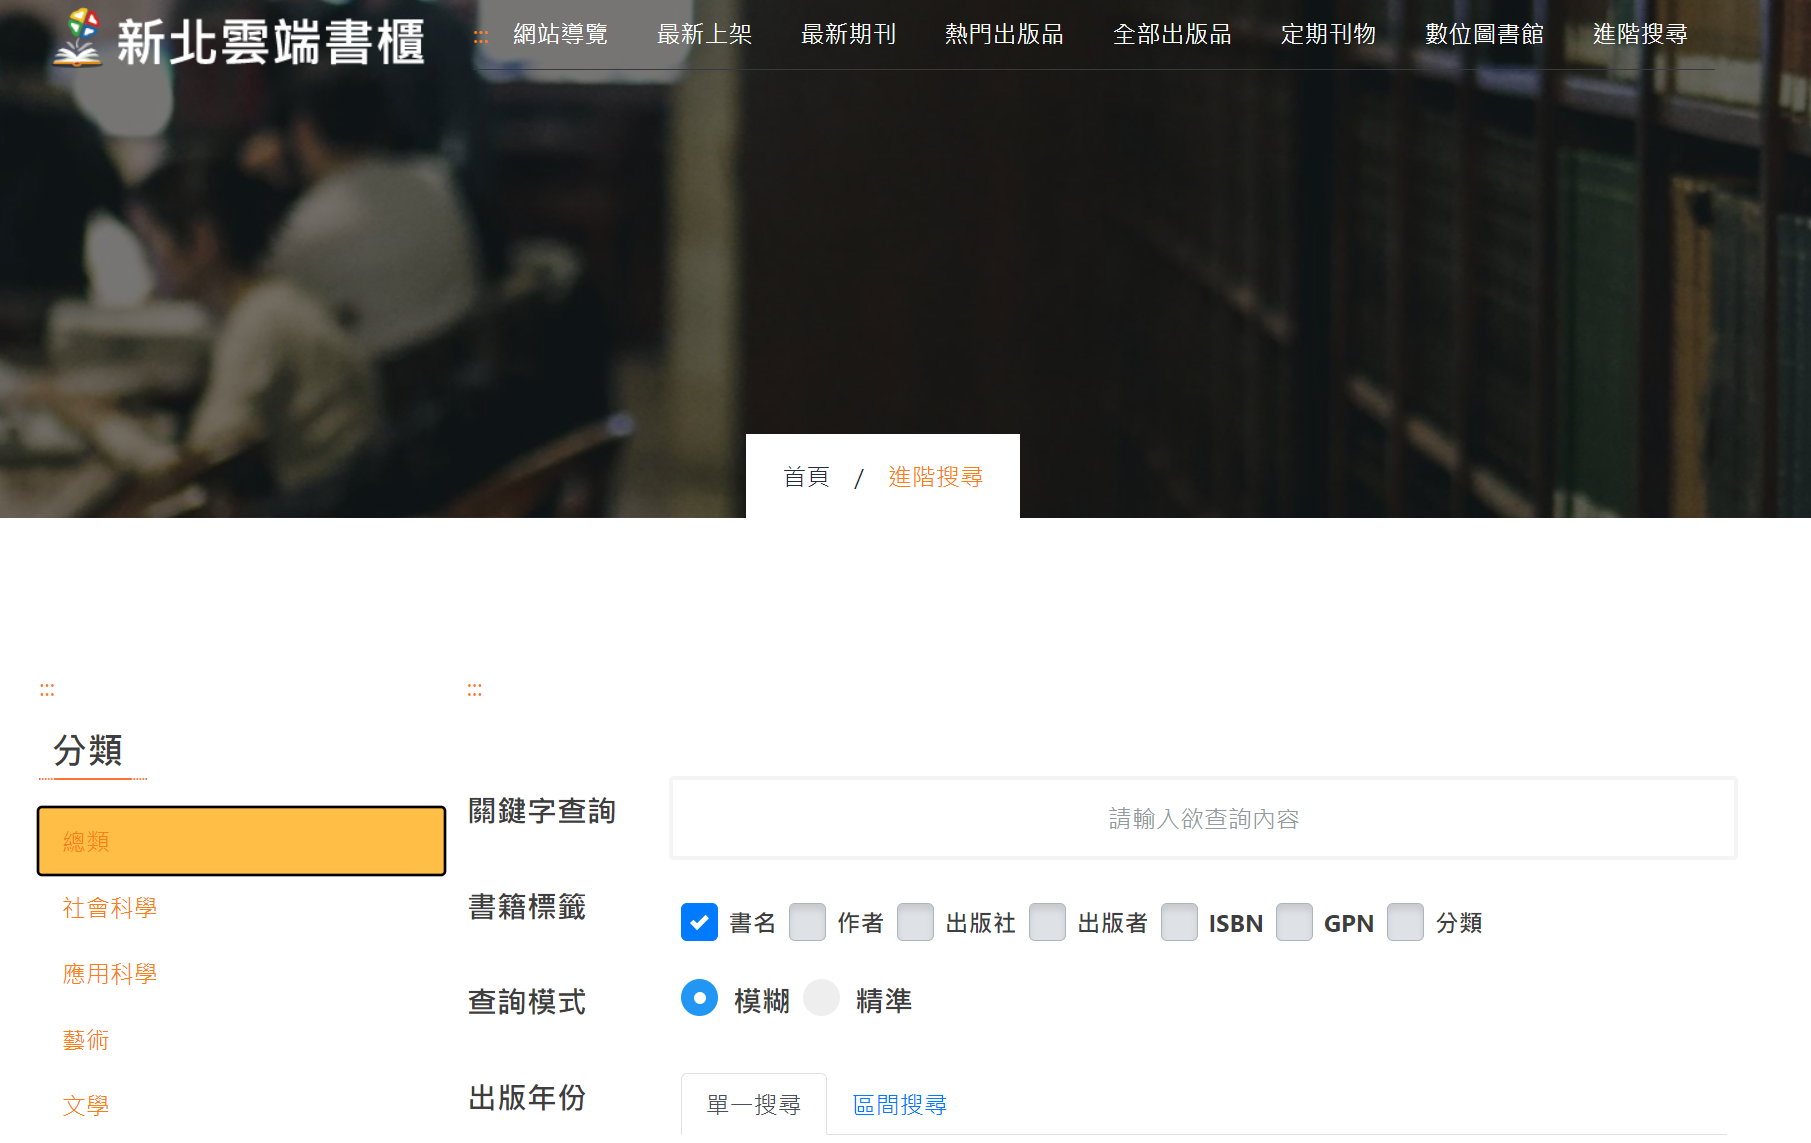 新北雲端書櫃
::: 網站導覽 最新上架 最新期刊 熱門出版品 全部出版品 定期刊物 數位圖書館 進階搜尋
首頁 / 進階搜尋
:::
分類
總類
社會科學
應用科學
藝術
文學
:::
關鍵字查詢 請輸入欲查詢內容
書籍標籤 書名 作者 出版社 出版者 ISBN GPN 分類
查詢模式 模糊 精準
出版年份 單一搜尋 區間搜尋